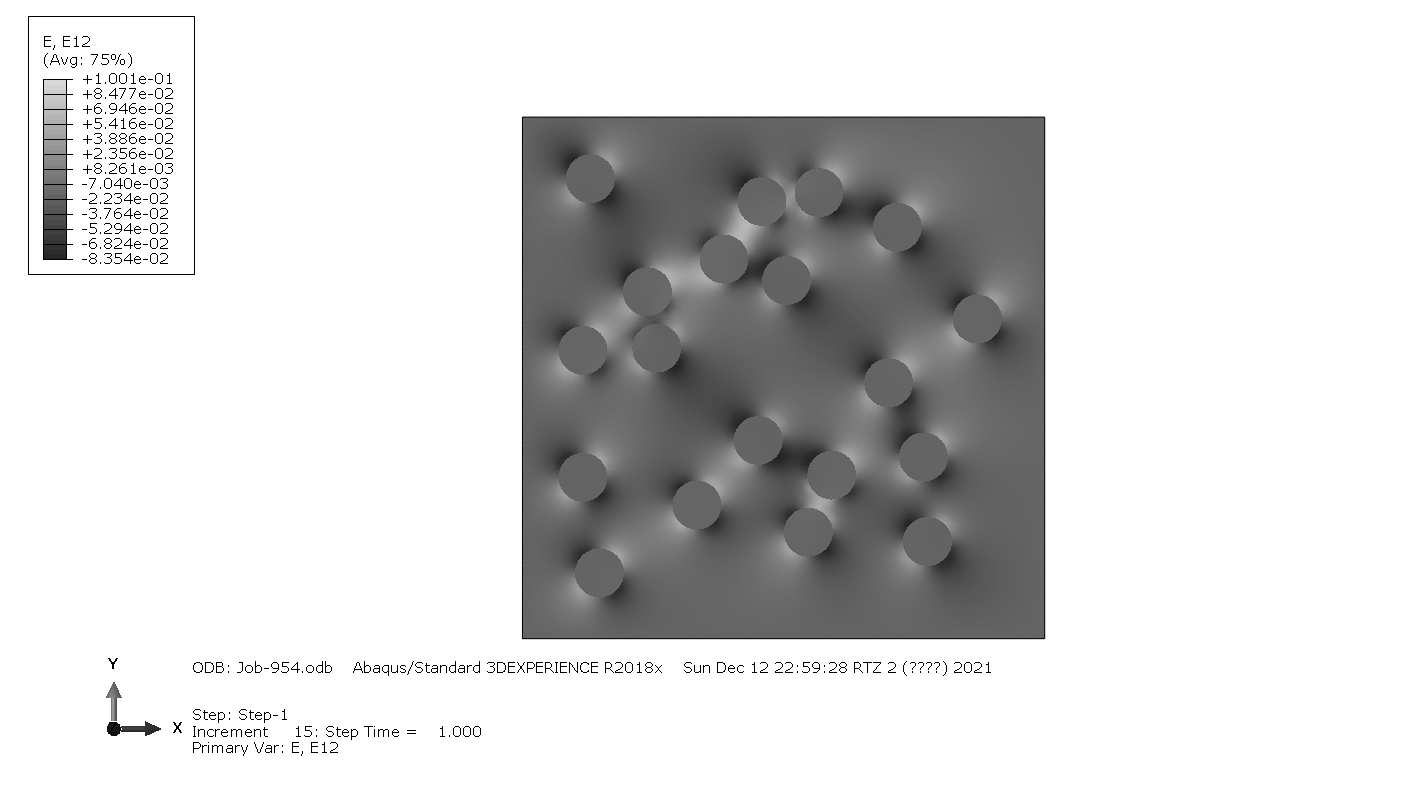 E, E12
(Avg: 75%)
+1.001e-01
+8.477e-02
+6.946e-02
+5.416e-02
+3.886e-02
+2.356e-02
+8.261e-03
-7.040e-03
-2.234e-02
-3.764e-02
-5.294e-02
-6.824e-02
-8.354e-02
Y
X
ODB: Job-954.odb    Abaqus/Standard 3DEXPERIENCE R2018x    Sun Dec 12 22:59:28 RTZ 2 (????) 2021
Step: Step-1
Increment     15: Step Time =    1.000
Primary Var: E, E12